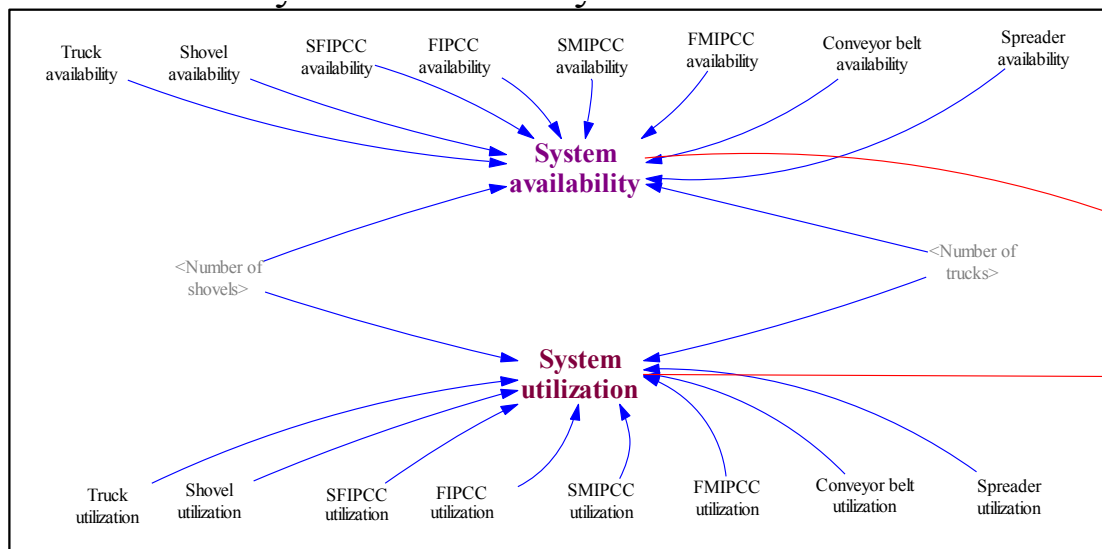 Truck
availability
Shovel
availability
SFIPCC
availability
FIPCC
availability
SMIPCC
availability
FMIPCC
availability
Conveyor belt
availability
Spreader
availability
System
availability
<Number of
shovels>
<Number of
trucks>
System
utilization
Truck
utilization
Shovel
utilization
SFIPCC
utilization
FIPCC
utilization
SMIPCC
utilization
FMIPCC
utilization
Conveyor belt
utilization
Spreader
utilization